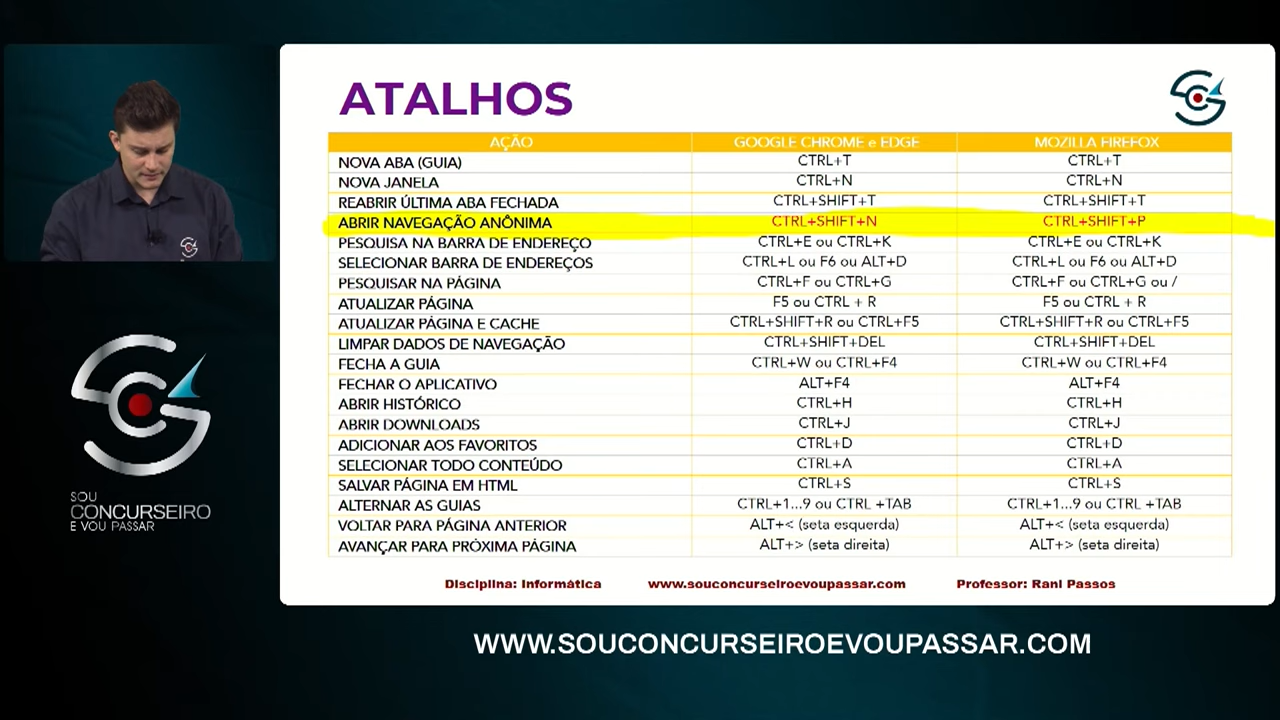 ATALHOS
AÇÃO GOOGLE CHROME e EDGE MOZILLA FIREFOX
NOVA ABA (GUIA) CTRL+T CTRL+T
NOVA JANELA CTRL+N CTRL+N
REABRIR ÚLTIMA ABA FECHADA CTRL+SHIFT+T CTRL+SHIFT+T
ABRIR NAVEGAÇÃO ANÔNIMA CTRL+SHIFT+N CTRL+SHIFT+P
PESQUISA NA BARRA DE ENDEREÇO CTRL+E ou CTRL+K CTRL+E ou CTRL+K
SELECIONAR BARRA DE ENDEREÇOS CTRL+L ou F6 ou ALT+D CTRL+L ou F6 ou ALT+D
PESQUISAR NA PÁGINA CTRL+F ou CTRL+G CTRL+F ou CTRL+G ou /
ATUALIZAR PÁGINA F5 ou CTRL + R F5 ou CTRL + R
ATUALIZAR PÁGINA E CACHE CTRL+SHIFT+R ou CTRL+F5 CTRL+SHIFT+R ou CTRL+F5
LIMPAR DADOS DE NAVEGAÇÃO CTRL+SHIFT+DEL CTRL+SHIFT+DEL
FECHA A GUIA CTRL+W ou CTRL+F4 CTRL+W ou CTRL+F4
FECHAR O APLICATIVO ALT+F4 ALT+F4
ABRIR HISTÓRICO CTRL+H CTRL+H
ABRIR DOWNLOADS CTRL+J CTRL+J
ADICIONAR AOS FAVORITOS CTRL+D CTRL+D
SELECIONAR TODO CONTEÚDO CTRL+A CTRL+A
SALVAR PÁGINA EM HTML CTRL+S CTRL+S
ALTERNAR AS GUIAS CTRL+1...9 ou CTRL +TAB CTRL+1...9 ou CTRL +TAB
VOLTAR PARA PÁGINA ANTERIOR ALT+< (seta esquerda) ALT+< (seta esquerda)
AVANÇAR PARA PRÓXIMA PÁGINA ALT+> (seta direita) ALT+> (seta direita)
Disciplina: Informática www.souconcurseiroevoupassar.com Professor: Rani Passos
SOU
CONCURSEIRO
E VOU PASSAR
WWW.SOUCONCURSEIROEVOUPASSAR.COM